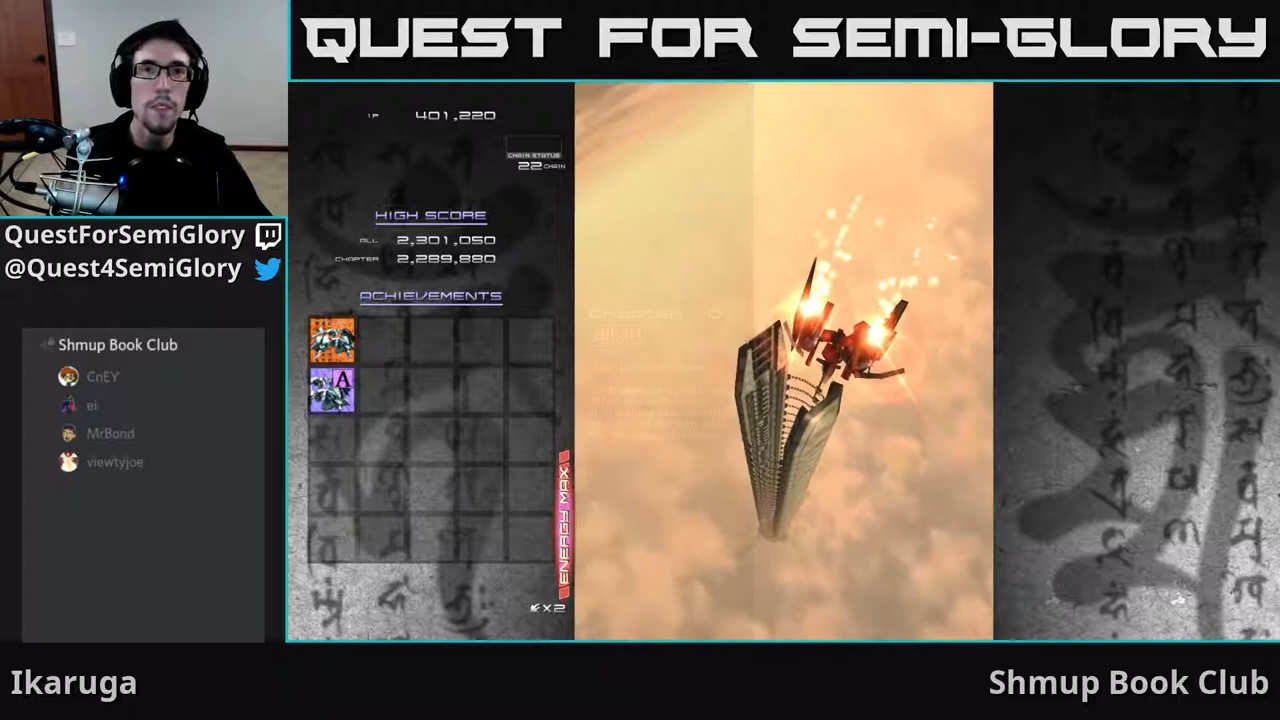 QUEST FOR SEMI-GLORY
QuestForSemiGlory
@Quest4SemiGlory
Shmup Book Club
CnEY
ei
MrBond
viewtyjoe
1P 401,220
CHAIN STATUS
22 CHAIN
HIGH SCORE
ALL 2,301,050
CHAPTER 2,289,880
ACHIEVEMENTS
A
ENERGY MAX
X2
Ikaruga
Shmup Book Club